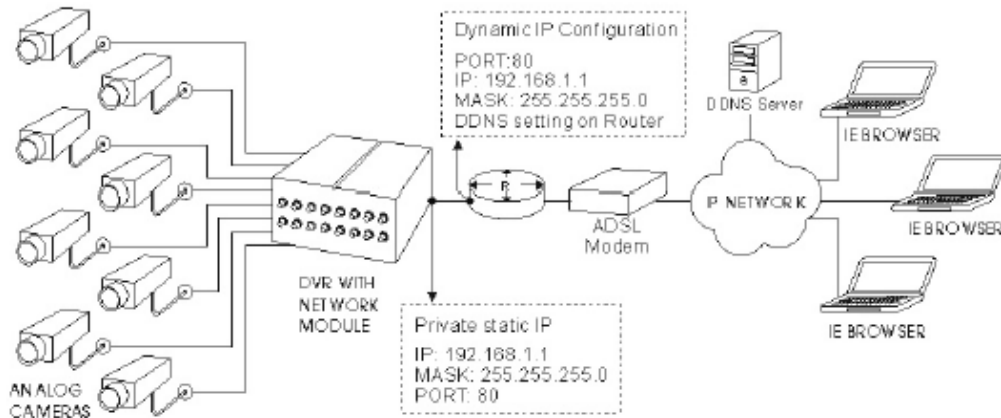 Dynamic IP Configuration
PORT:80
IP: 192.168.1.1
MASK: 255.255.255.0
DDNS setting on Router
DDNS Server
IE BROWSER
IE BROWSER
IE BROWSER
IP NETWORK
R
ADSL
Modem
DVR WITH
NETWORK
MODULE
Private static IP
IP: 192.168.1.1
MASK: 255.255.255.0
PORT: 80
ANALOG
CAMERAS